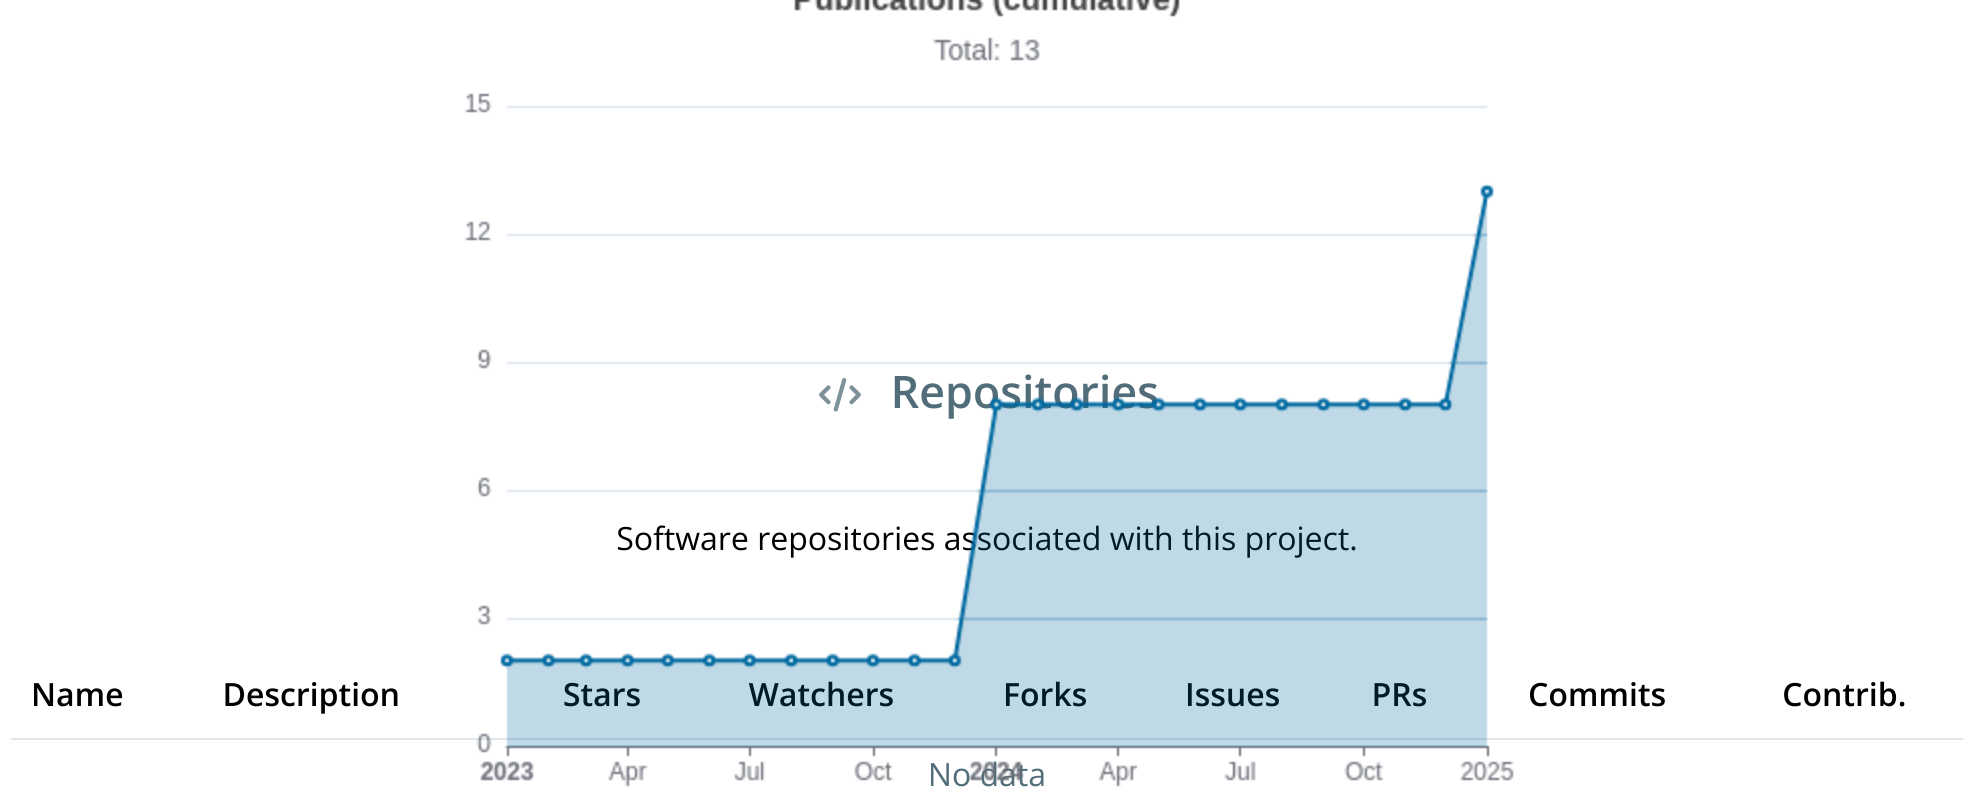 Publications (cumulative)
Total: 13
15
12
9
Repositories
6
Software repositories associated with this project.
3
Name Description Stars Watchers Forks Issues PRs Commits Contrib.
0
2023 Apr Jul Oct 2024 Apr Jul Oct 2025
No data